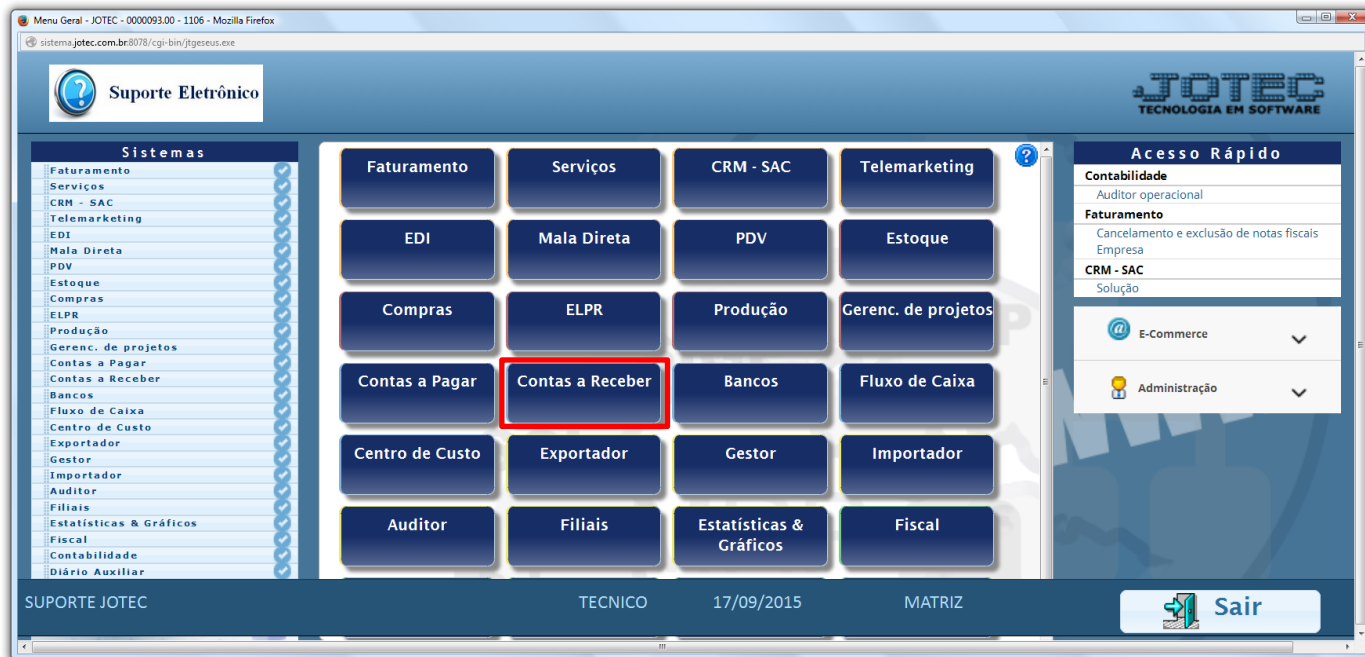 Menu Geral - JOTEC - 0000093.00 - 1106 - Mozilla Firefox
sistema.jotec.com.br:8078/cgi-bin/jtgeseus.exe
Suporte Eletrônico
JOTEC
TECNOLOGIA EM SOFTWARE
Sistemas
Faturamento
Serviços
CRM - SAC
Telemarketing
EDI
Mala Direta
PDV
Estoque
Compras
ELPR
Produção
Gerenc. de projetos
Contas a Pagar
Contas a Receber
Bancos
Fluxo de Caixa
Centro de Custo
Exportador
Gestor
Importador
Auditor
Filiais
Estatísticas & Gráficos
Fiscal
Contabilidade
Diário Auxiliar
Faturamento
Serviços
CRM - SAC
Telemarketing
EDI
Mala Direta
PDV
Estoque
Compras
ELPR
Produção
Gerenc. de projetos
Contas a Pagar
Contas a Receber
Bancos
Fluxo de Caixa
Centro de Custo
Exportador
Gestor
Importador
Auditor
Filiais
Estatísticas &
Gráficos
Fiscal
Acesso Rápido
Contabilidade
Auditor operacional
Faturamento
Cancelamento e exclusão de notas fiscais
Empresa
CRM - SAC
Solução
E-Commerce
Administração
SUPORTE JOTEC
TECNICO
17/09/2015
MATRIZ
Sair